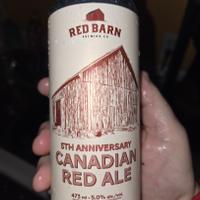 RED BARN
BREWING CO
5TH ANNIVERSARY
CANADIAN
RED ALE
473 ml • 5.0% alc./vol.